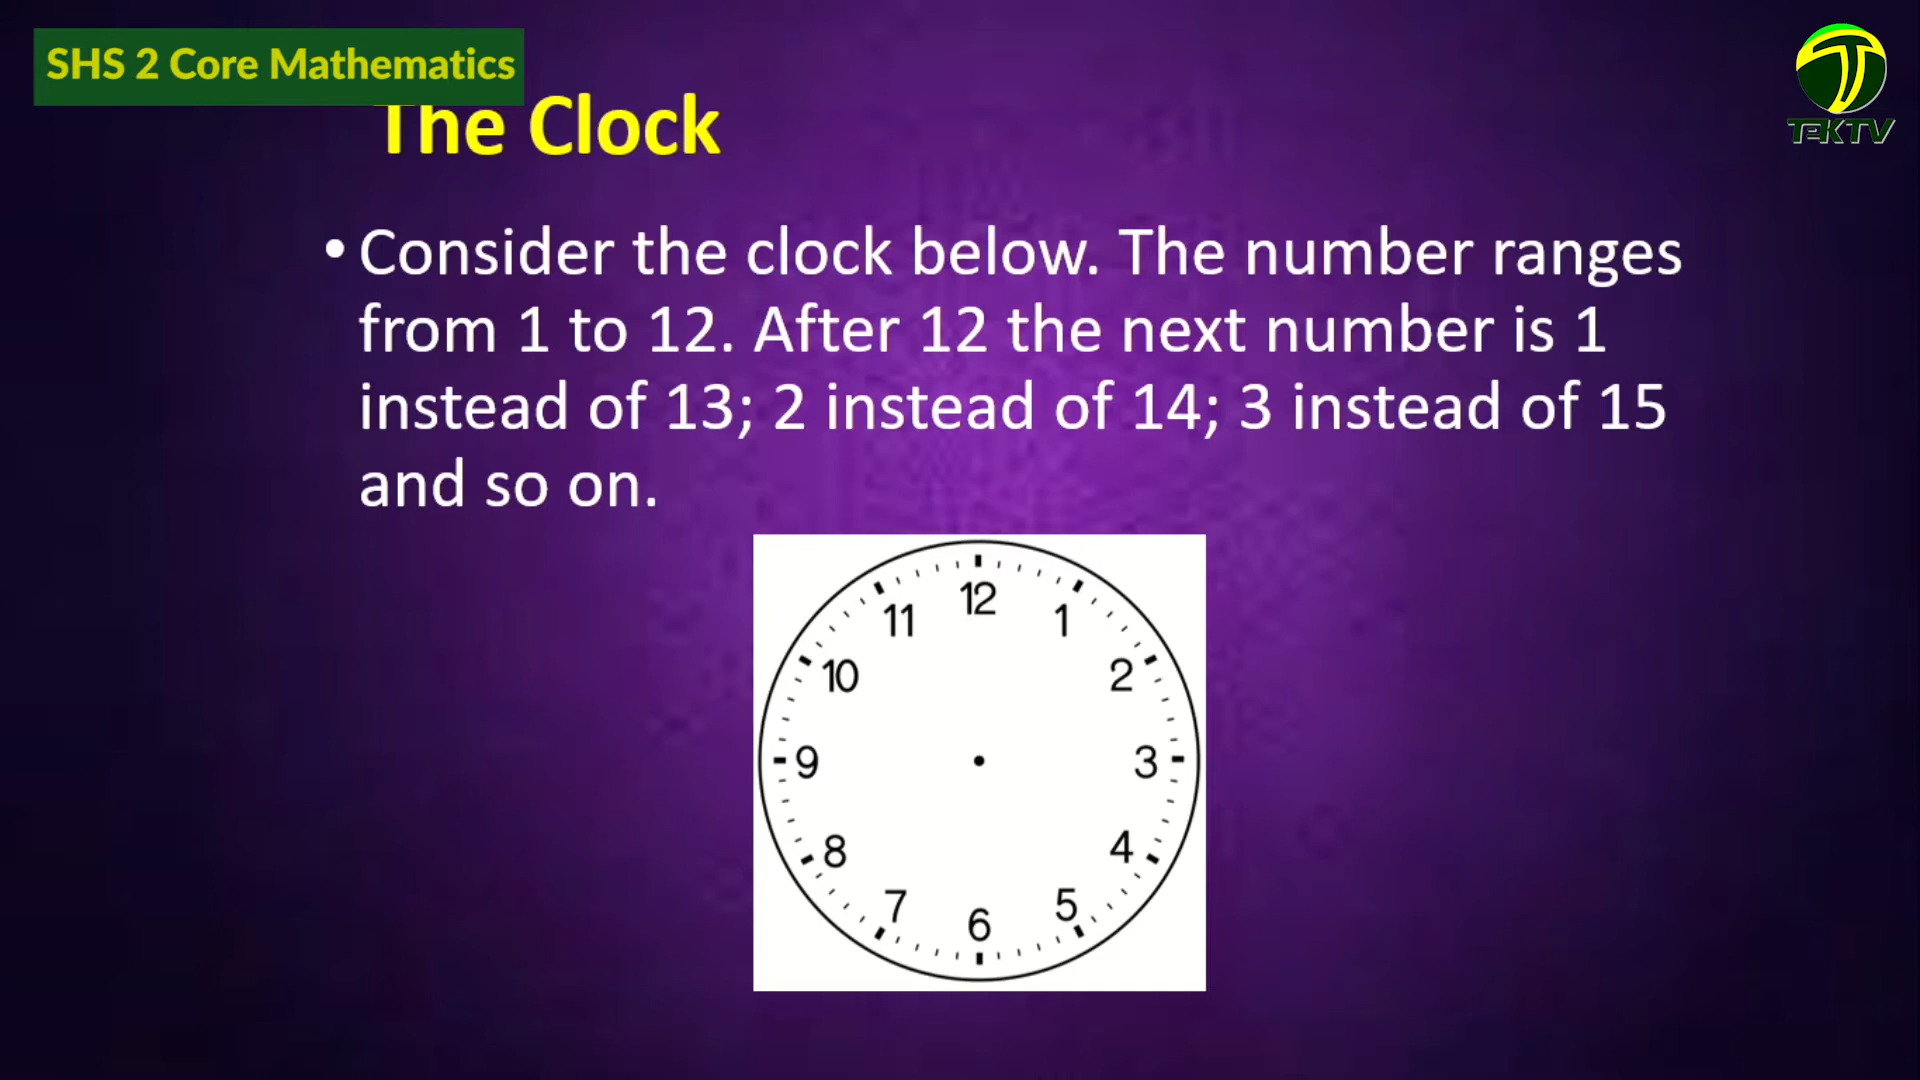 SHS 2 Core Mathematics
The Clock
TEKTV
• Consider the clock below. The number ranges
from 1 to 12. After 12 the next number is 1
instead of 13; 2 instead of 14; 3 instead of 15
and so on.
12
11
1
10
2
9
3
8
4
7
5
6